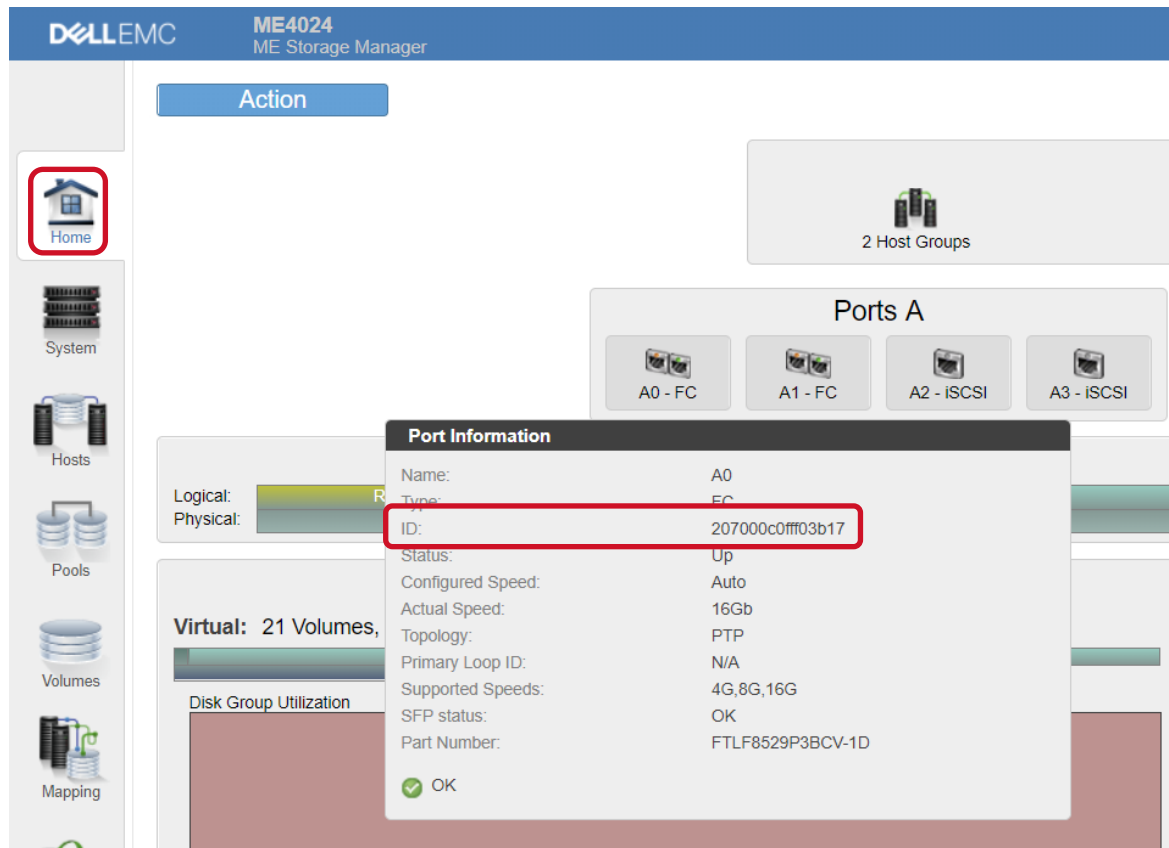 DELLEMC
ME4024
ME Storage Manager
Action
Home
2 Host Groups
System
Ports A
A0 - FC
A1 - FC
A2 - iSCSI
A3 - iSCSI
Hosts
Port Information
Name: A0
Type: FC
ID: 207000c0fff03b17
Status: Up
Configured Speed: Auto
Actual Speed: 16Gb
Topology: PTP
Primary Loop ID: N/A
Supported Speeds: 4G,8G,16G
SFP status: OK
Part Number: FTLF8529P3BCV-1D
OK
Logical: R
Physical:
Pools
Virtual: 21 Volumes,
Volumes
Disk Group Utilization
Mapping